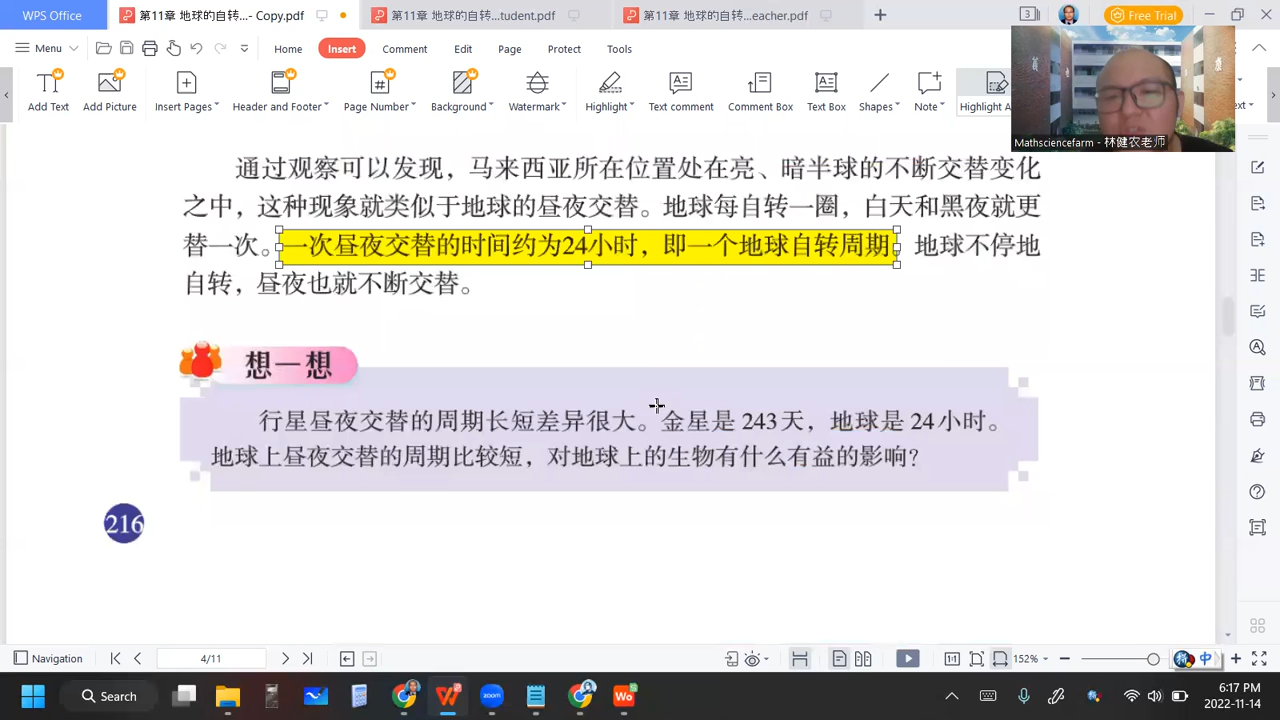 WPS Office
第11章 地球的自转...- Copy.pdf
第11章 地球的自转...tudent.pdf
第11章 地球的自转...eacher.pdf
3
Free Trial
Menu
Home
Insert
Comment
Edit
Page
Protect
Tools
Add Text
Add Picture
Insert Pages
Header and Footer
Page Number
Background
Watermark
Highlight
Text comment
Comment Box
Text Box
Shapes
Note
Highlight A
Mathsciencefarm - 林健农老师
通过观察可以发现，马来西亚所在位置处在亮、暗半球的不断交替变化
之中，这种现象就类似于地球的昼夜交替。地球每自转一圈，白天和黑夜就更
替一次。一次昼夜交替的时间约为24小时，即一个地球自转周期。地球不停地
自转，昼夜也就不断交替。
想一想
行星昼夜交替的周期长短差异很大。金星是 243 天，地球是 24 小时。
地球上昼夜交替的周期比较短，对地球上的生物有什么有益的影响？
216
Navigation
4/11
1:1
152%
中
Search
zoom
Wo
6:17 PM
2022-11-14